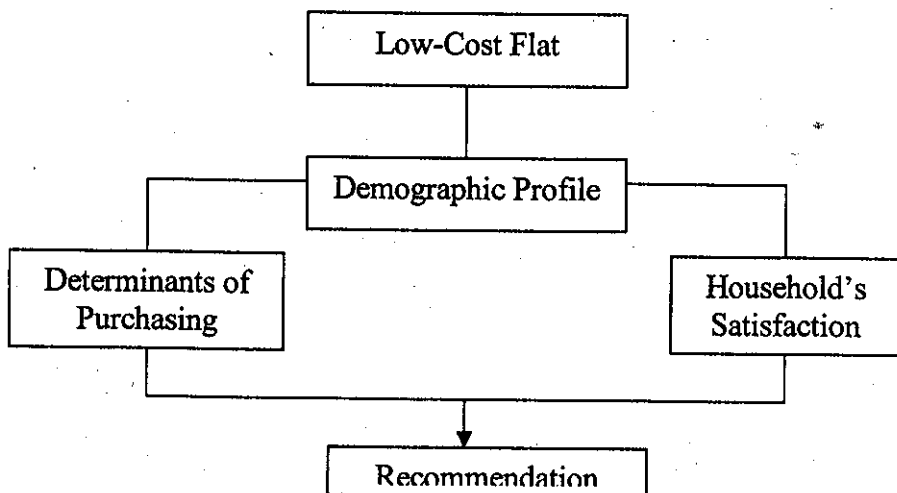 Low-Cost Flat
Demographic Profile
Determinants of
Purchasing
Household's
Satisfaction
Recommendation